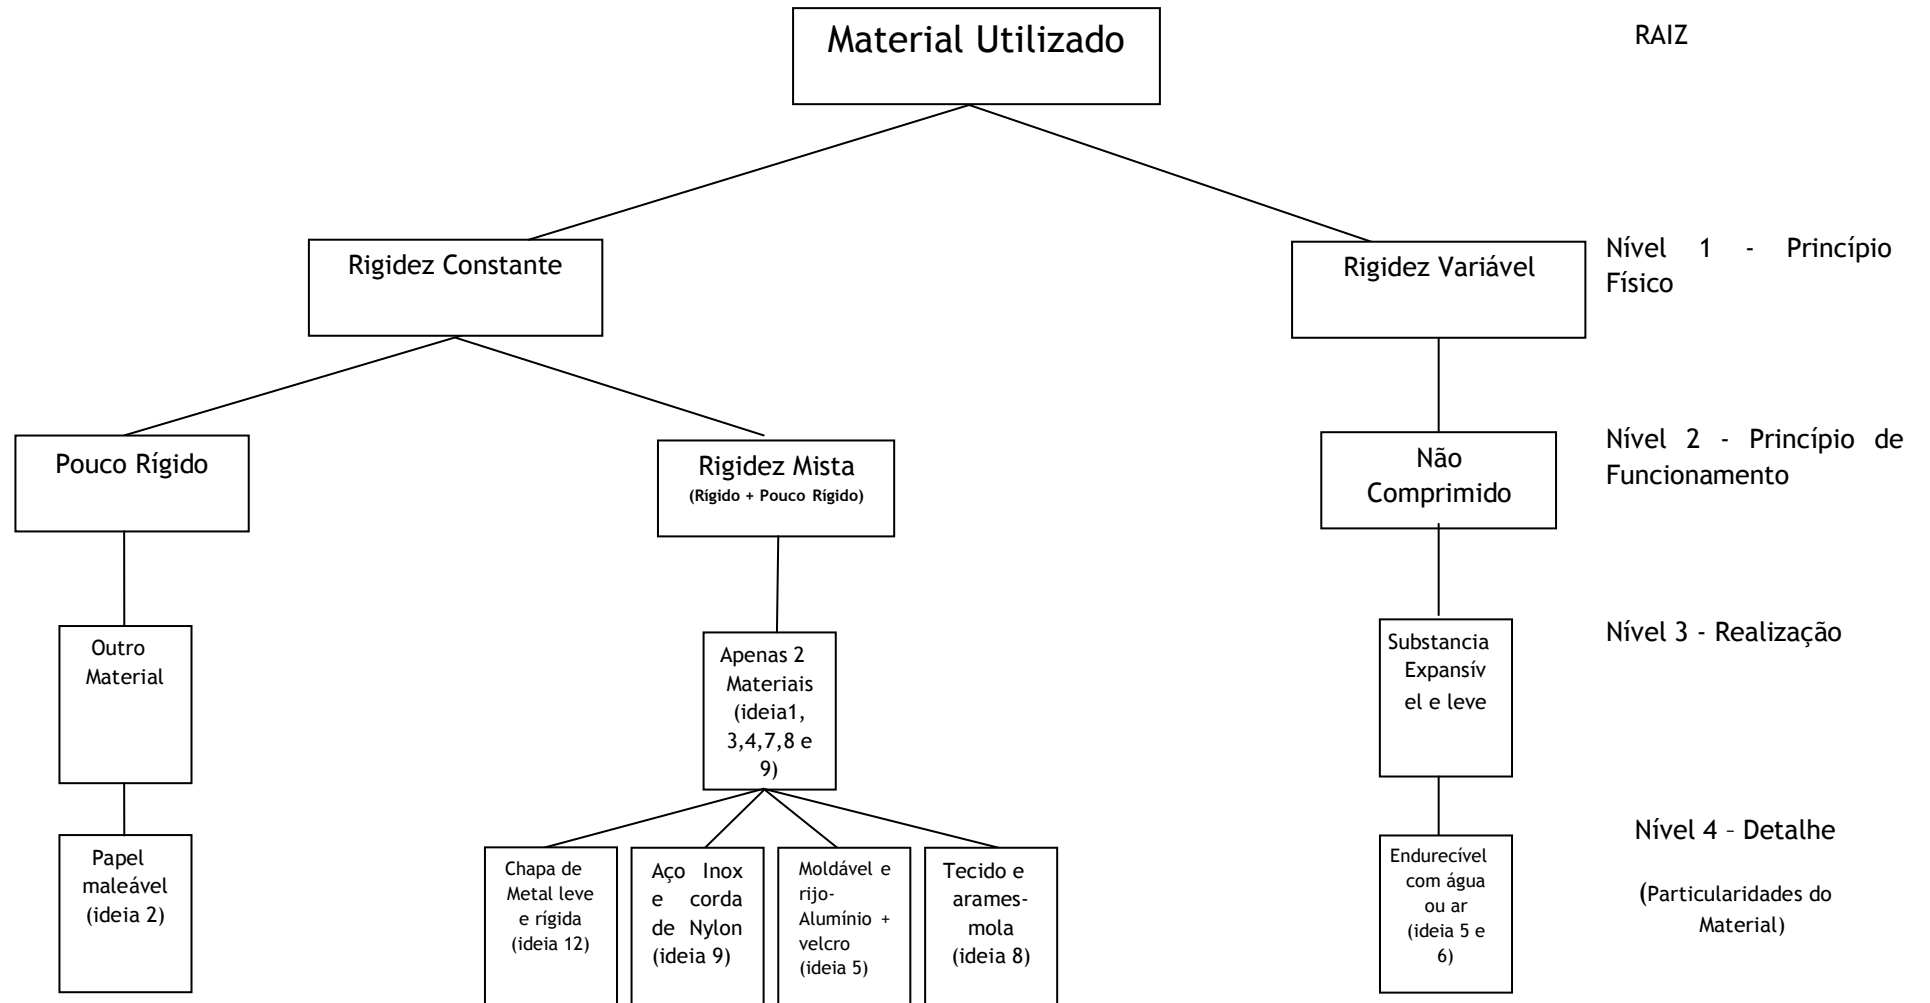 Material Utilizado
RAIZ
Rigidez Constante
Rigidez Variável
Nível 1 - Princípio
Físico
Pouco Rígido
Rigidez Mista
(Rígido + Pouco Rígido)
Não
Comprimido
Nível 2 - Princípio de
Funcionamento
Outro
Material
Apenas 2
Materiais
(ideia1,
3,4,7,8 e
9)
Substancia
Expansív
el e leve
Nível 3 - Realização
Papel
maleável
(ideia 2)
Chapa de
Metal leve
e rígida
(ideia 12)
Aço Inox
e corda
de Nylon
(ideia 9)
Moldável e
rijo-
Alumínio +
velcro
(ideia 5)
Tecido e
arames-
mola
(ideia 8)
Endurecível
com água
ou ar
(ideia 5 e
6)
Nível 4 – Detalhe
(Particularidades do
Material)